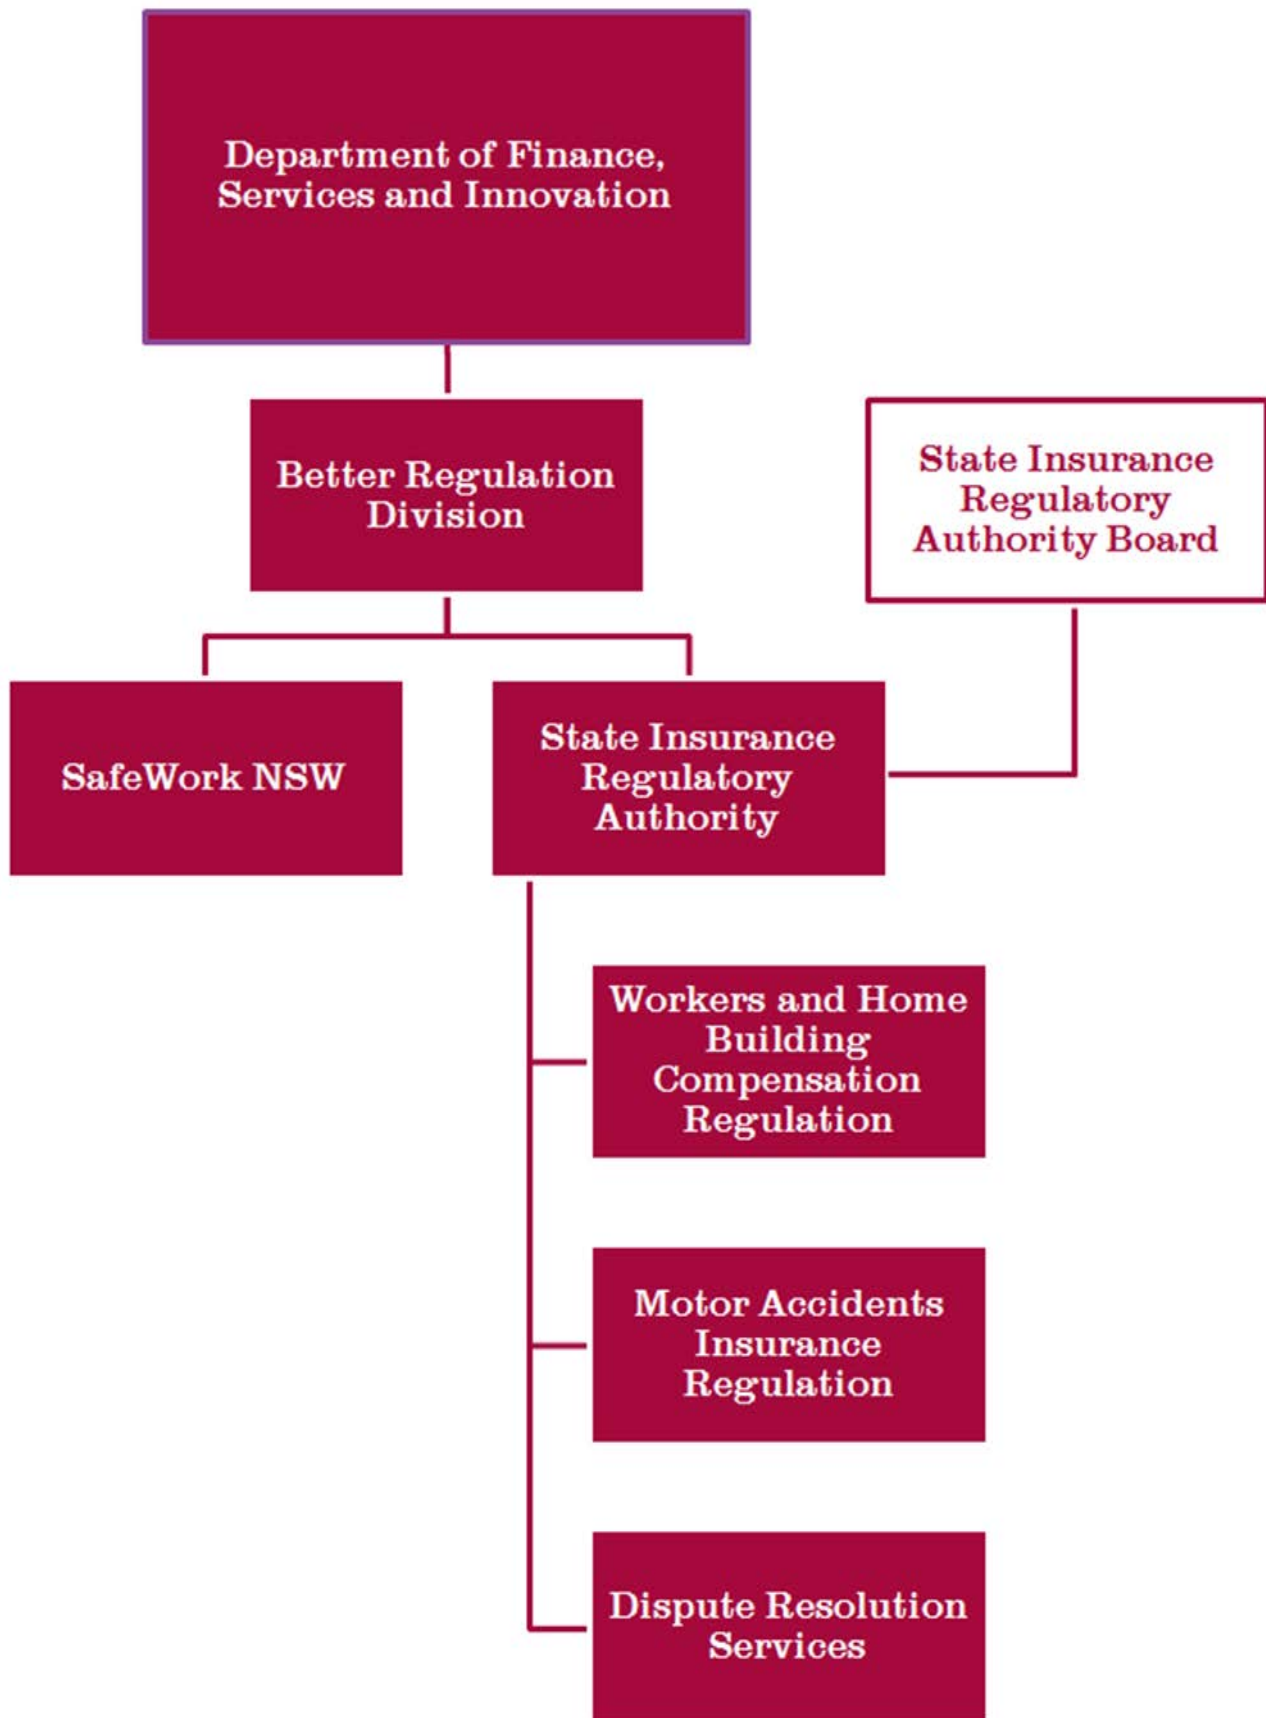 Department of Finance,
Services and Innovation
Better Regulation
Division
State Insurance
Regulatory
Authority Board
SafeWork NSW
State Insurance
Regulatory
Authority
Workers and Home
Building
Compensation
Regulation
Motor Accidents
Insurance
Regulation
Dispute Resolution
Services